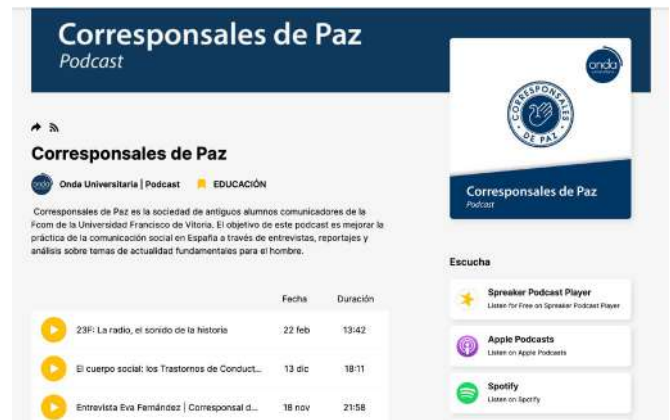 Corresponsales de Paz
Podcast
onda
universitaria
CORRESPONSALES
DE PAZ
Corresponsales de Paz
Podcast
Corresponsales de Paz
onda
Onda Universitaria | Podcast
EDUCACIÓN
Corresponsales de Paz es la sociedad de antiguos alumnos comunicadores de la
Fcom de la Universidad Francisco de Vitoria. El objetivo de este podcast es mejorar la
práctica de la comunicación social en España a través de entrevistas, reportajes y
análisis sobre temas de actualidad fundamentales para el hombre.
Fecha Duración
23F: La radio, el sonido de la historia 22 feb 13:42
El cuerpo social: los Trastornos de Conduct... 13 dic 18:11
Entrevista Eva Fernández | Corresponsal d... 18 nov 21:58
Escucha
Spreaker Podcast Player
Listen for Free on Spreaker Podcast Player
Apple Podcasts
Listen on Apple Podcasts
Spotify
Listen on Spotify